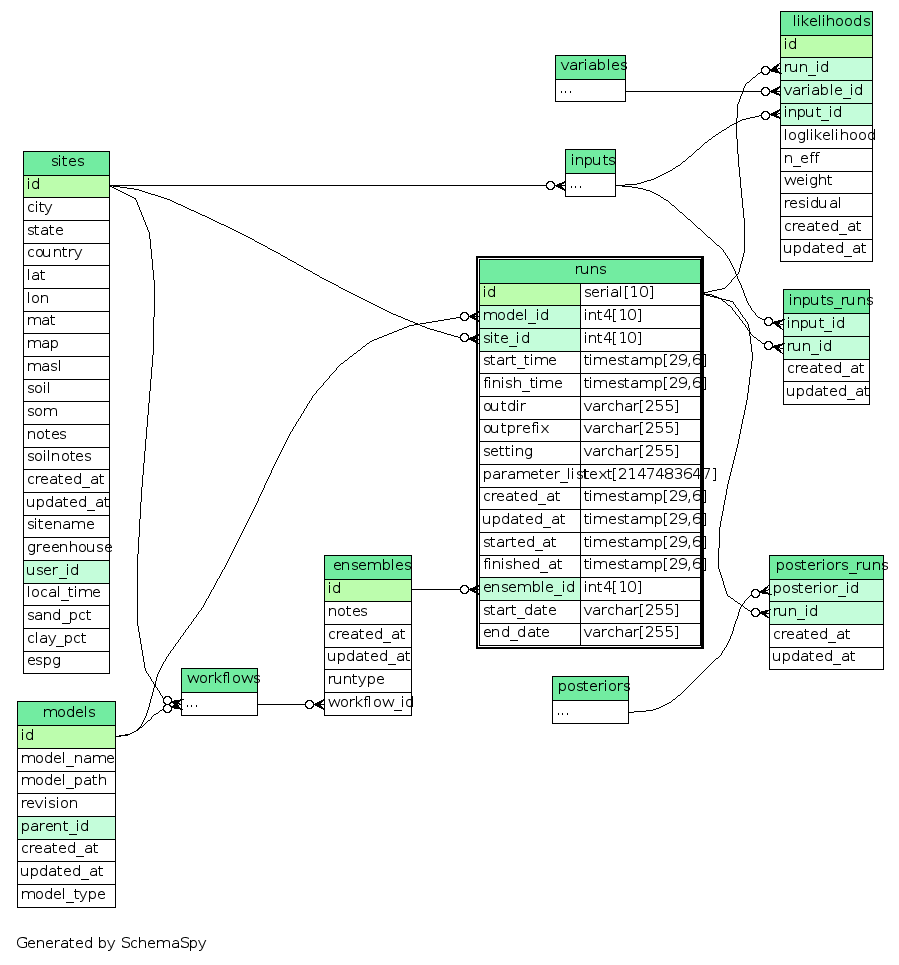 likelihoods
id
run_id
variable_id
input_id
loglikelihood
n_eff
weight
residual
created_at
updated_at
variables
...
inputs
...
sites
id
city
state
country
lat
lon
mat
map
masl
soil
som
notes
soilnotes
created_at
updated_at
sitename
greenhouse
user_id
local_time
sand_pct
clay_pct
espg
runs
id serial[10]
model_id int4[10]
site_id int4[10]
start_time timestamp[29,6]
finish_time timestamp[29,6]
outdir varchar[255]
outprefix varchar[255]
setting varchar[255]
parameter_list text[2147483647]
created_at timestamp[29,6]
updated_at timestamp[29,6]
started_at timestamp[29,6]
finished_at timestamp[29,6]
ensemble_id int4[10]
start_date varchar[255]
end_date varchar[255]
inputs_runs
input_id
run_id
created_at
updated_at
ensembles
id
notes
created_at
updated_at
runtype
workflow_id
posteriors_runs
posterior_id
run_id
created_at
updated_at
workflows
...
posteriors
...
models
id
model_name
model_path
revision
parent_id
created_at
updated_at
model_type
Generated by SchemaSpy